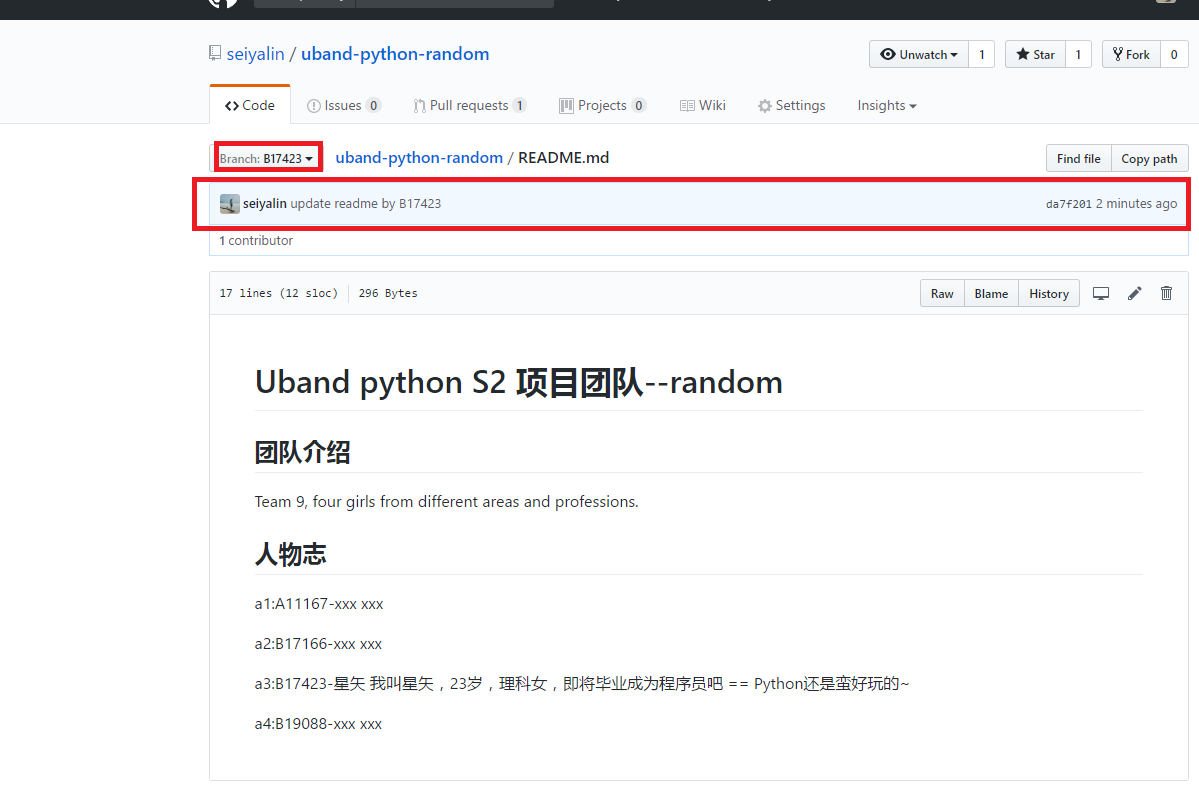 seiyalin / uband-python-random
Unwatch 1 Star 1 Fork 0
Code Issues 0 Pull requests 1 Projects 0 Wiki Settings Insights
Branch: B17423 uband-python-random / README.md Find file Copy path
seiyalin update readme by B17423 da7f201 2 minutes ago
1 contributor
17 lines (12 sloc) 296 Bytes Raw Blame History
Uband python S2 项目团队--random
团队介绍
Team 9, four girls from different areas and professions.
人物志
a1:A11167-xxx xxx
a2:B17166-xxx xxx
a3:B17423-星矢 我叫星矢，23岁，理科女，即将毕业成为程序员吧 == Python还是蛮好玩的~
a4:B19088-xxx xxx